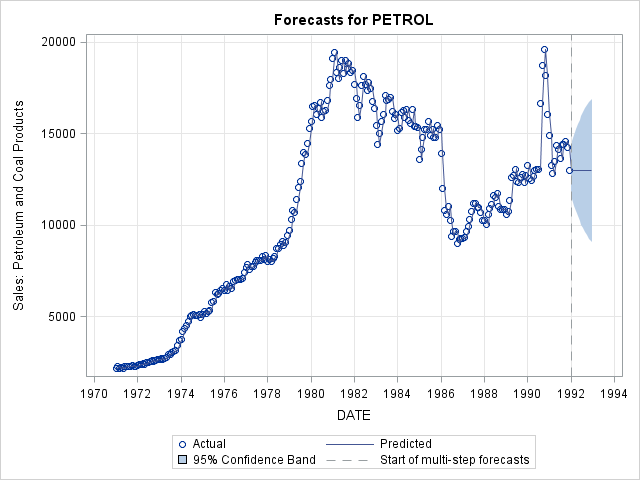 Forecasts for PETROL
Sales: Petroleum and Coal Products
20000
15000
10000
5000
1970 1972 1974 1976 1978 1980 1982 1984 1986 1988 1990 1992 1994
DATE
Actual Predicted
95% Confidence Band Start of multi-step forecasts